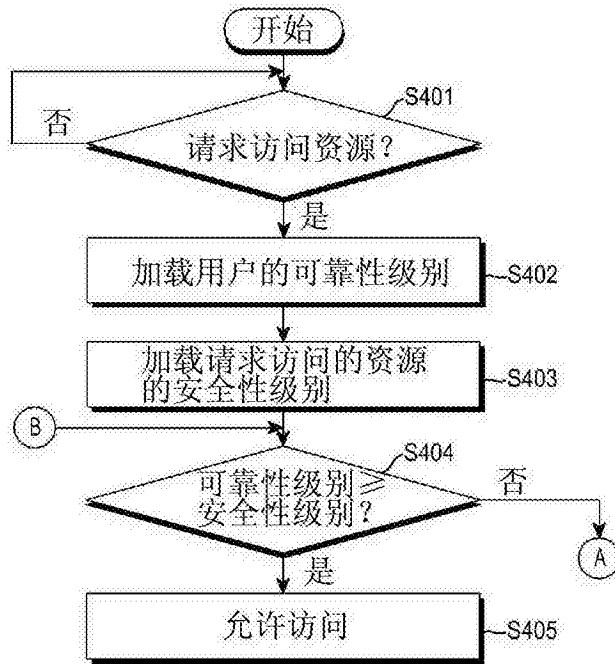 开始
S401
否
请求访问资源？
是
加载用户的可靠性级别
S402
加载请求访问的资源
的安全性级别
S403
B
S404
可靠性级别≥
安全性级别？
否
A
是
允许访问
S405